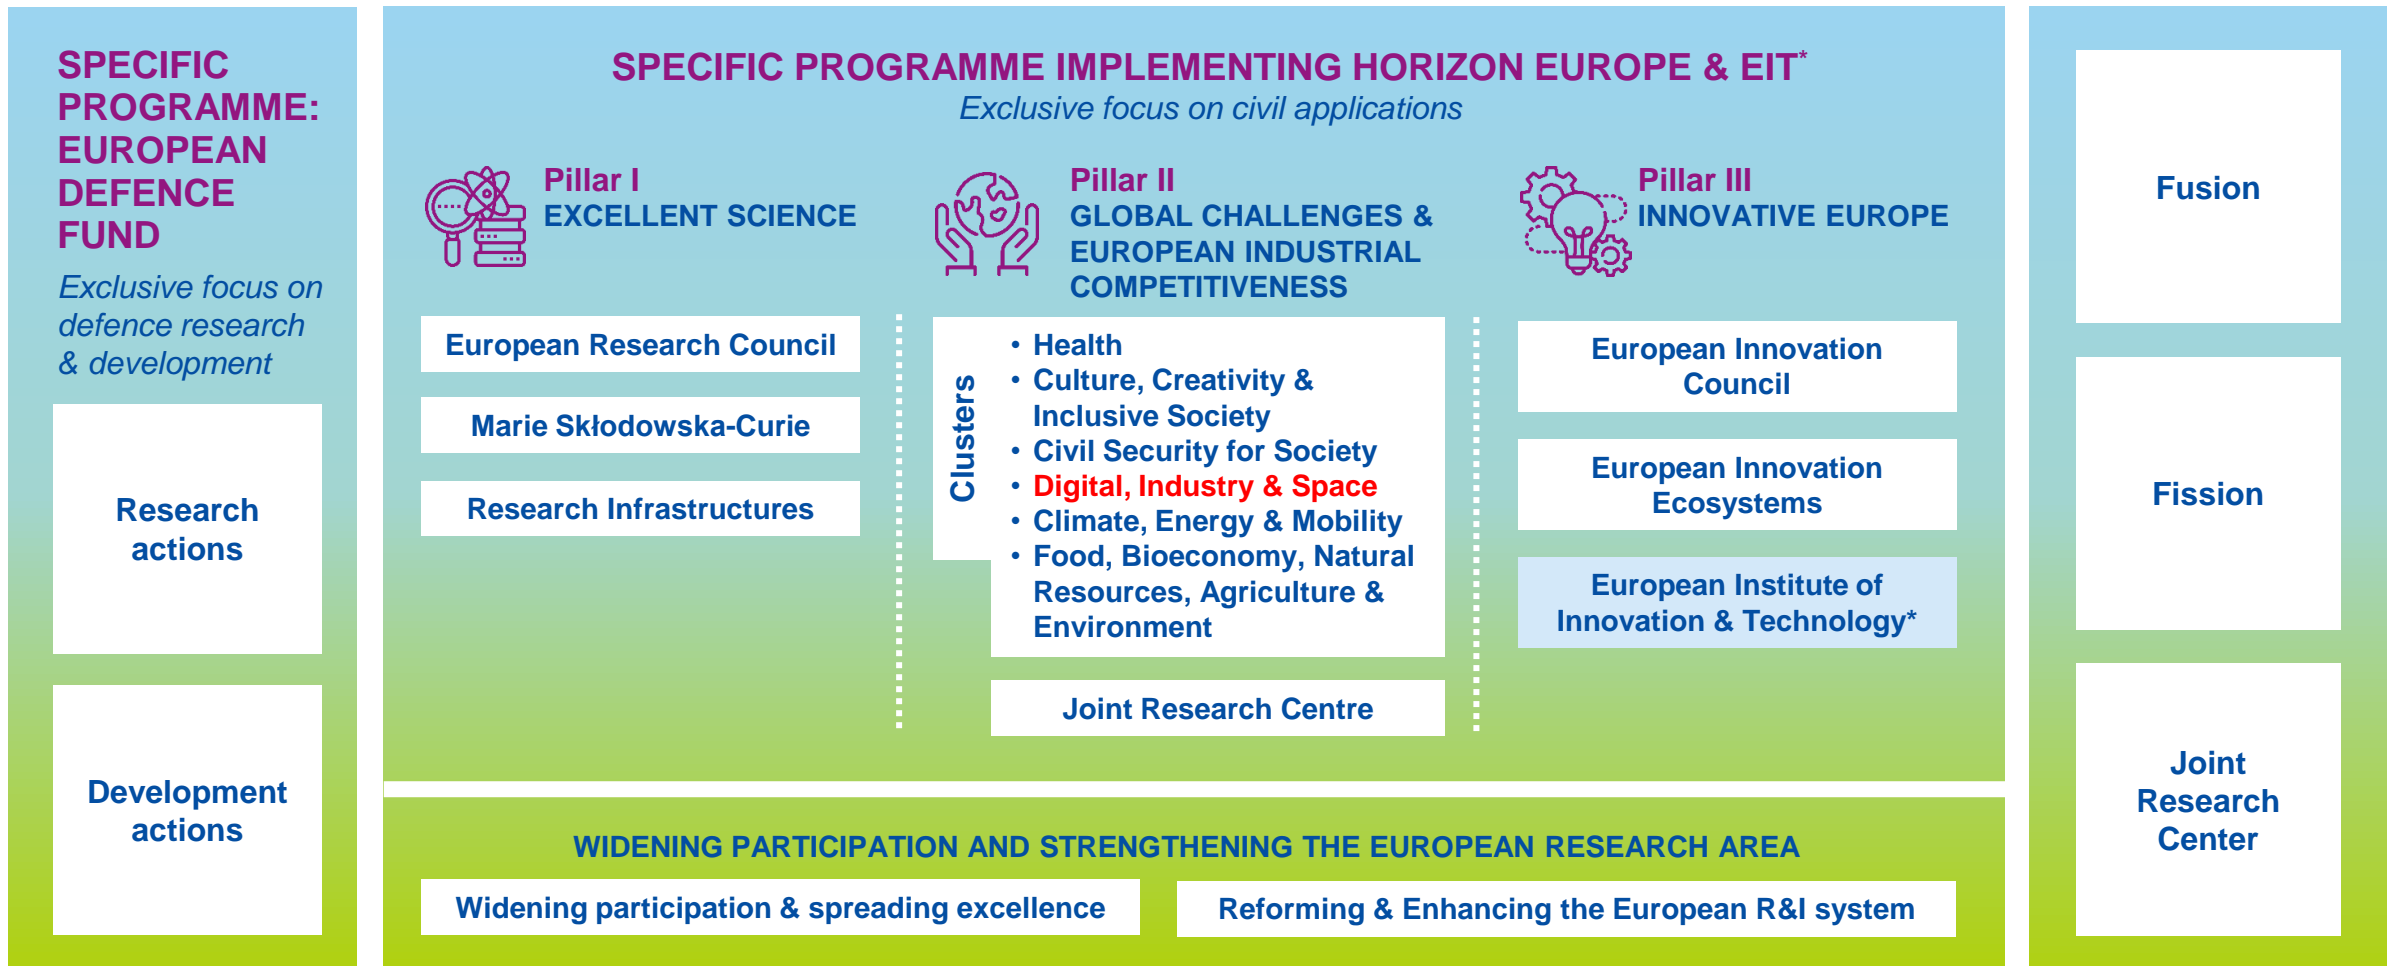 SPECIFIC
PROGRAMME:
EUROPEAN
DEFENCE
FUND
Exclusive focus on
defence research
& development
Research
actions
Development
actions
SPECIFIC PROGRAMME IMPLEMENTING HORIZON EUROPE & EIT*
Exclusive focus on civil applications
Pillar I
EXCELLENT SCIENCE
European Research Council
Marie Skłodowska-Curie
Research Infrastructures
Pillar II
GLOBAL CHALLENGES &
EUROPEAN INDUSTRIAL
COMPETITIVENESS
Clusters
• Health
• Culture, Creativity &
Inclusive Society
• Civil Security for Society
• Digital, Industry & Space
• Climate, Energy & Mobility
• Food, Bioeconomy, Natural
Resources, Agriculture &
Environment
Joint Research Centre
Pillar III
INNOVATIVE EUROPE
European Innovation
Council
European Innovation
Ecosystems
European Institute of
Innovation & Technology*
WIDENING PARTICIPATION AND STRENGTHENING THE EUROPEAN RESEARCH AREA
Widening participation & spreading excellence
Reforming & Enhancing the European R&I system
Fusion
Fission
Joint
Research
Center